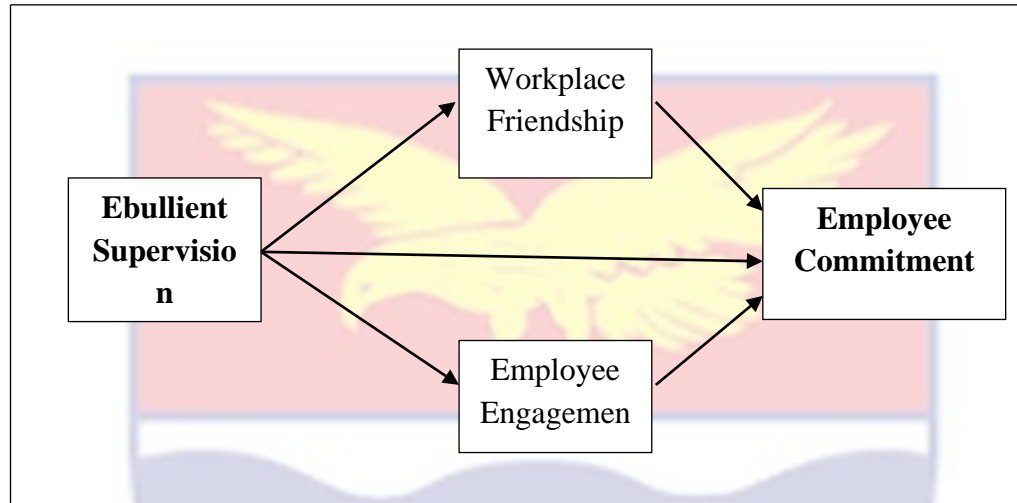 Workplace
Friendship
Ebullient
Supervisio
n
Employee
Commitment
Employee
Engagemen